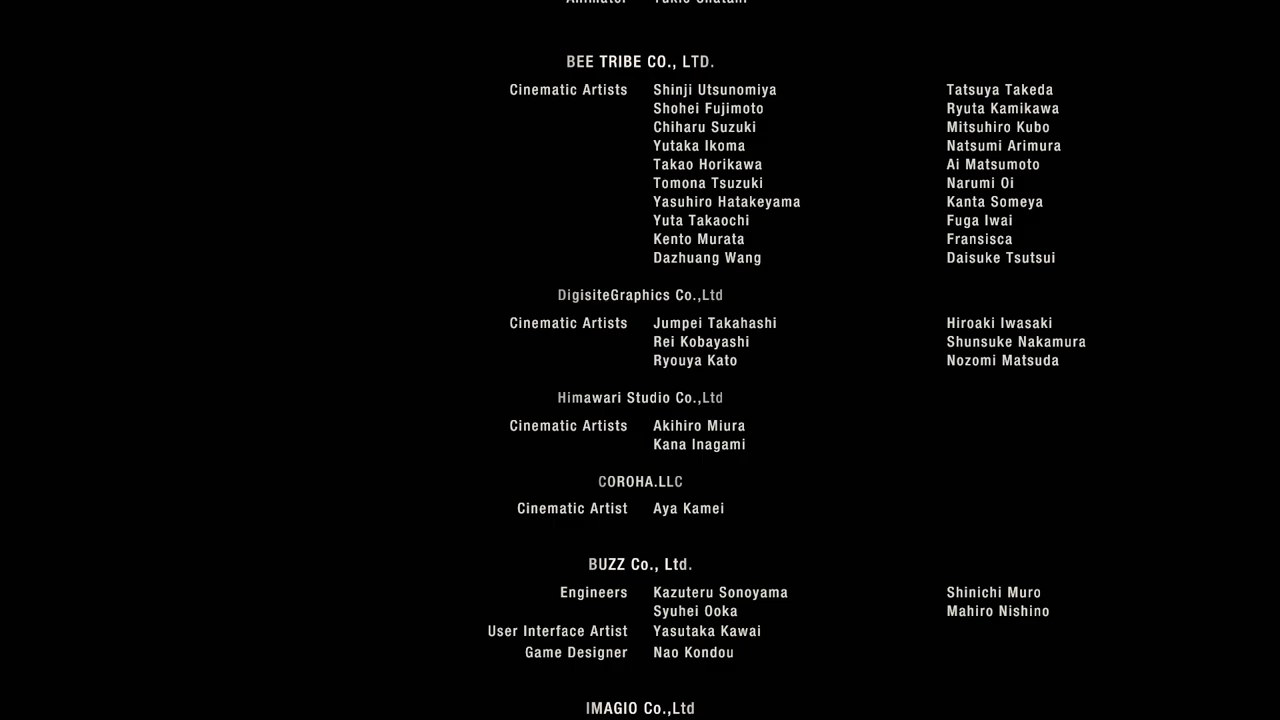 BEE TRIBE CO., LTD.
Cinematic Artists Shinji Utsunomiya Tatsuya Takeda
Shohei Fujimoto Ryuta Kamikawa
Chiharu Suzuki Mitsuhiro Kubo
Yutaka Ikoma Natsumi Arimura
Takao Horikawa Ai Matsumoto
Tomona Tsuzuki Narumi Oi
Yasuhiro Hatakeyama Kanta Someya
Yuta Takaochi Fuga Iwai
Kento Murata Fransisca
Dazhuang Wang Daisuke Tsutsui
DigisiteGraphics Co.,Ltd
Cinematic Artists Jumpei Takahashi Hiroaki Iwasaki
Rei Kobayashi Shunsuke Nakamura
Ryouya Kato Nozomi Matsuda
Himawari Studio Co.,Ltd
Cinematic Artists Akihiro Miura
Kana Inagami
COROHA.LLC
Cinematic Artist Aya Kamei
BUZZ Co., Ltd.
Engineers Kazuteru Sonoyama Shinichi Muro
Syuhei Ooka Mahiro Nishino
User Interface Artist Yasutaka Kawai
Game Designer Nao Kondou
IMAGIO Co.,Ltd